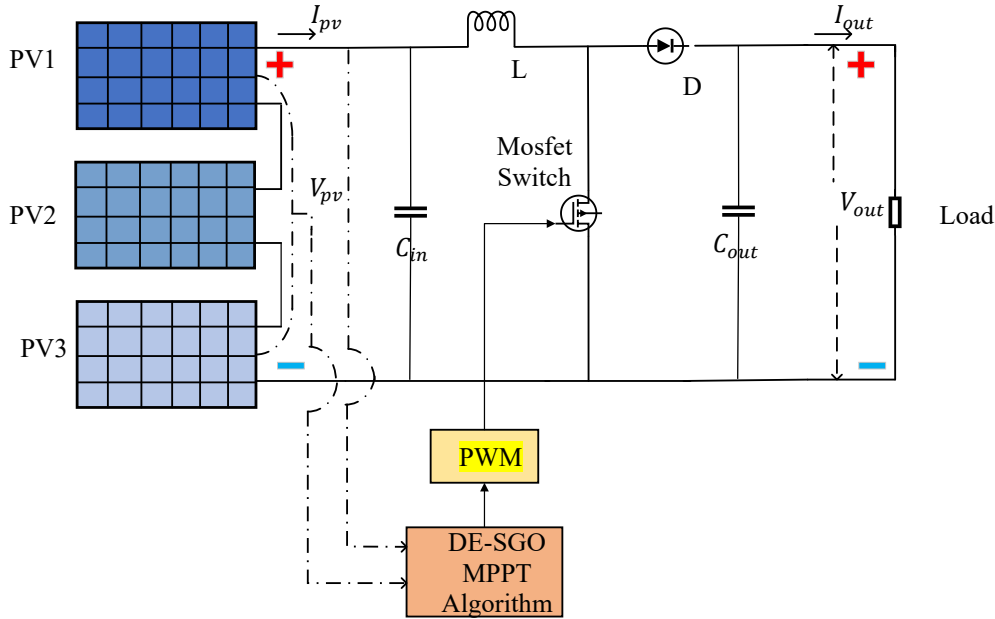 I_pv
I_out
PV1
L
D
Mosfet
Switch
PV2
V_pv
V_out
Load
C_in
C_out
PV3
PWM
DE-SGO
MPPT
Algorithm